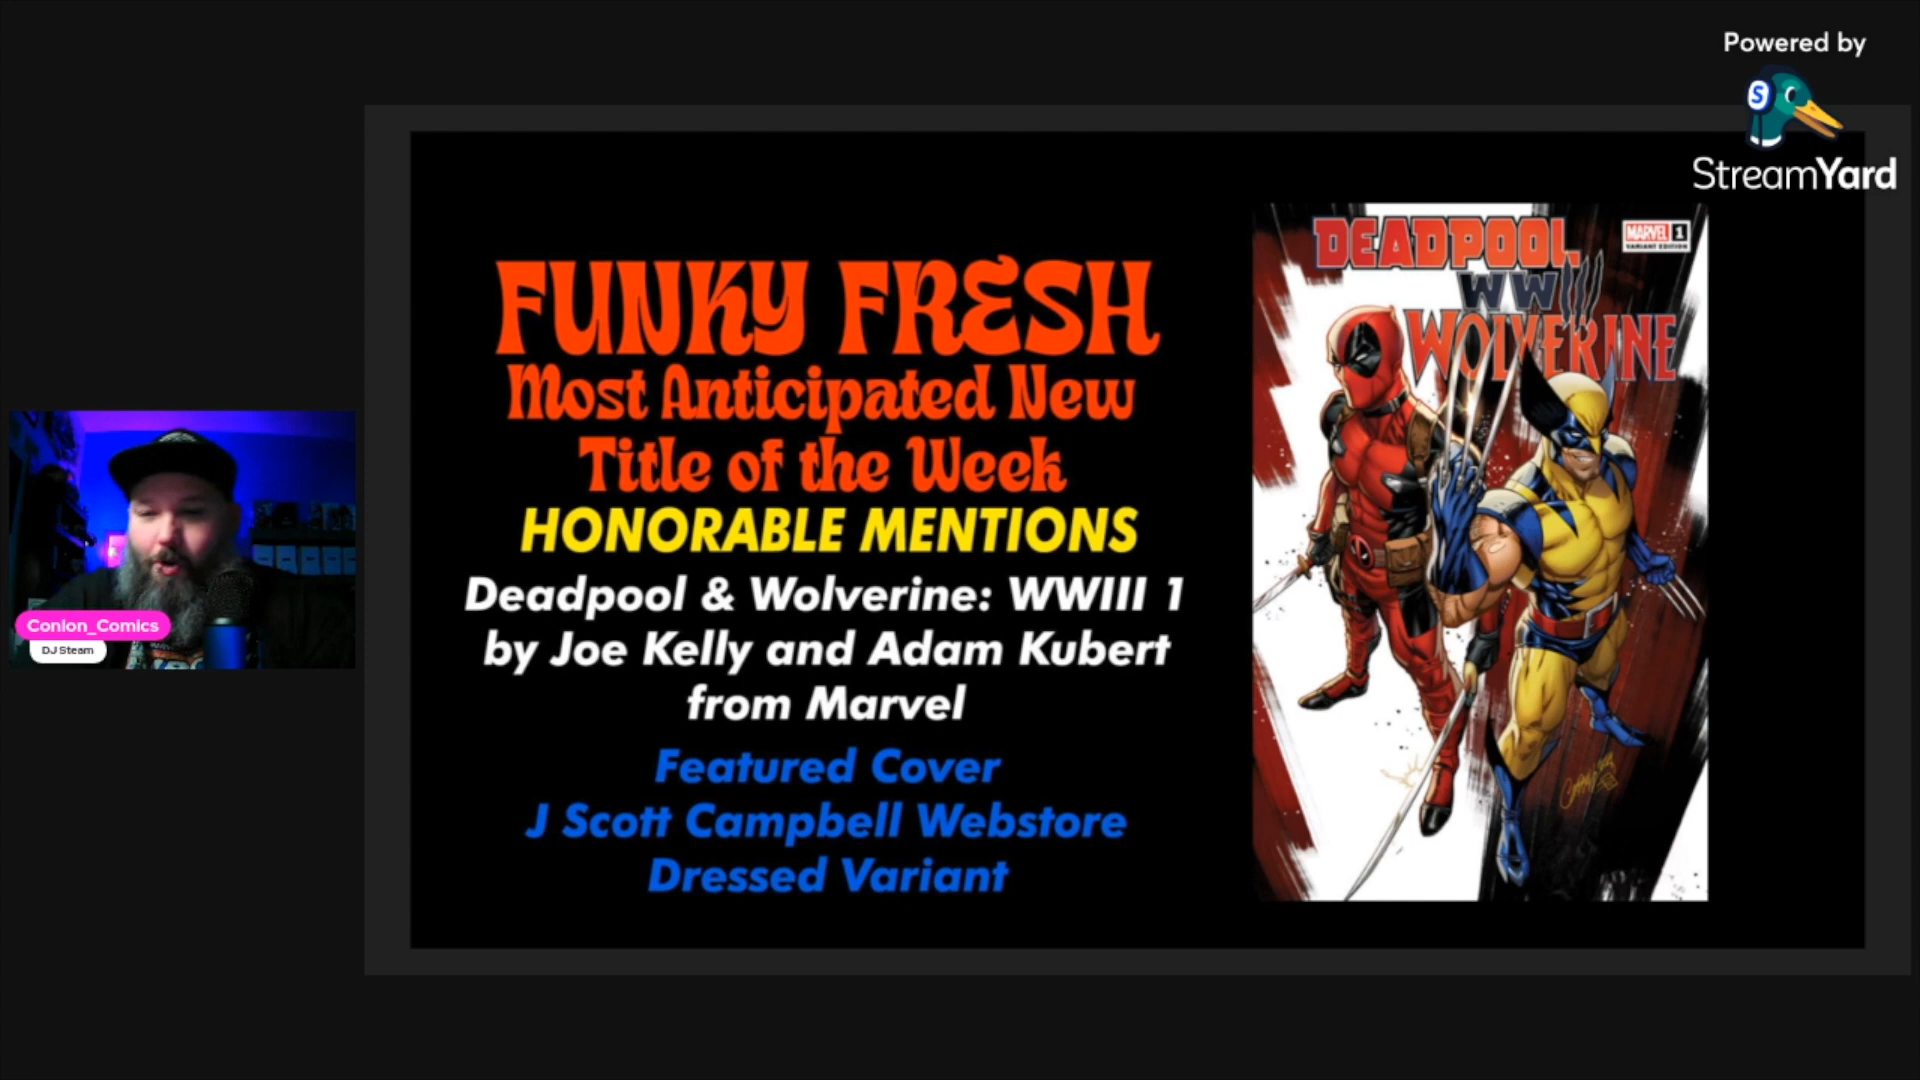 Powered by
StreamYard
FUNKY FRESH
Most Anticipated New
Title of the Week
HONORABLE MENTIONS
Deadpool & Wolverine: WWIII 1
by Joe Kelly and Adam Kubert
from Marvel
Featured Cover
J Scott Campbell Webstore
Dressed Variant
DEADPOOL
WWIII
WOLVERINE
MARVEL 1
VARIANT EDITION
Conlon_Comics
DJ Steam